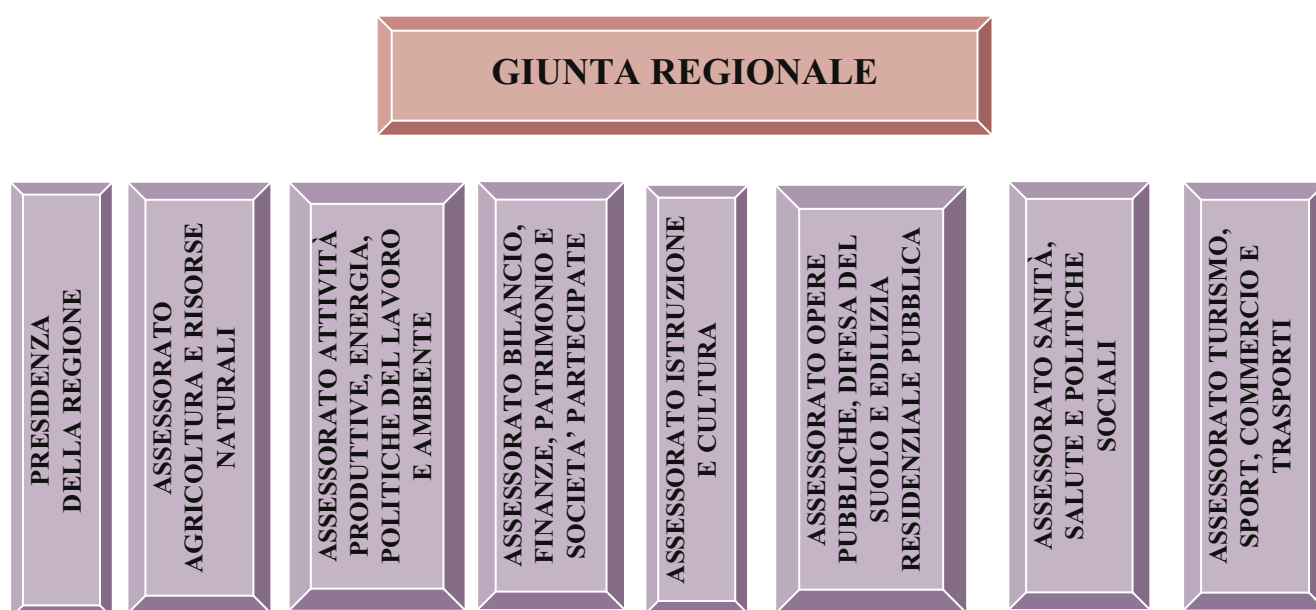 GIUNTA REGIONALE
PRESIDENZA
DELLA REGIONE
ASSESSORATO
AGRICOLTURA E RISORSE
NATURALI
ASSESSORATO ATTIVITÀ
PRODUTTIVE, ENERGIA,
POLITICHE DEL LAVORO
E AMBIENTE
ASSESSORATO BILANCIO,
FINANZE, PATRIMONIO E
SOCIETA’ PARTECIPATE
ASSESSORATO ISTRUZIONE
E CULTURA
ASSESSORATO OPERE
PUBBLICHE, DIFESA DEL
SUOLO E EDILIZIA
RESIDENZIALE PUBBLICA
ASSESSORATO SANITÀ,
SALUTE E POLITICHE
SOCIALI
ASSESSORATO TURISMO,
SPORT, COMMERCIO E
TRASPORTI